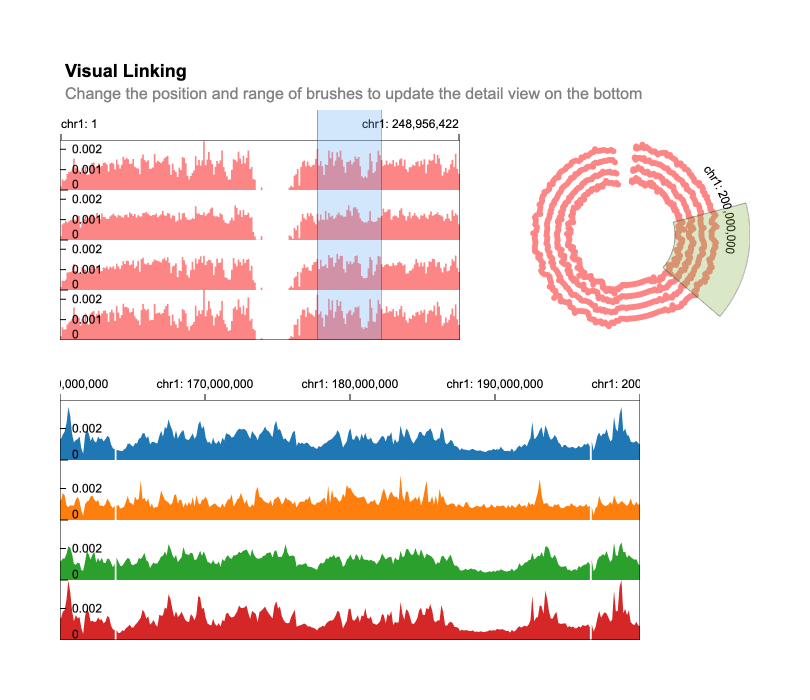 Visual Linking
Change the position and range of brushes to update the detail view on the bottom
chr1: 1
chr1: 248,956,422
0.002
0.001
0
0.002
0.001
0
0.002
0.001
0
0.002
0.001
0
chr1: 200,000,000
0,000,000
chr1: 170,000,000
chr1: 180,000,000
chr1: 190,000,000
chr1: 200
0.002
0
0.002
0
0.002
0
0.002
0